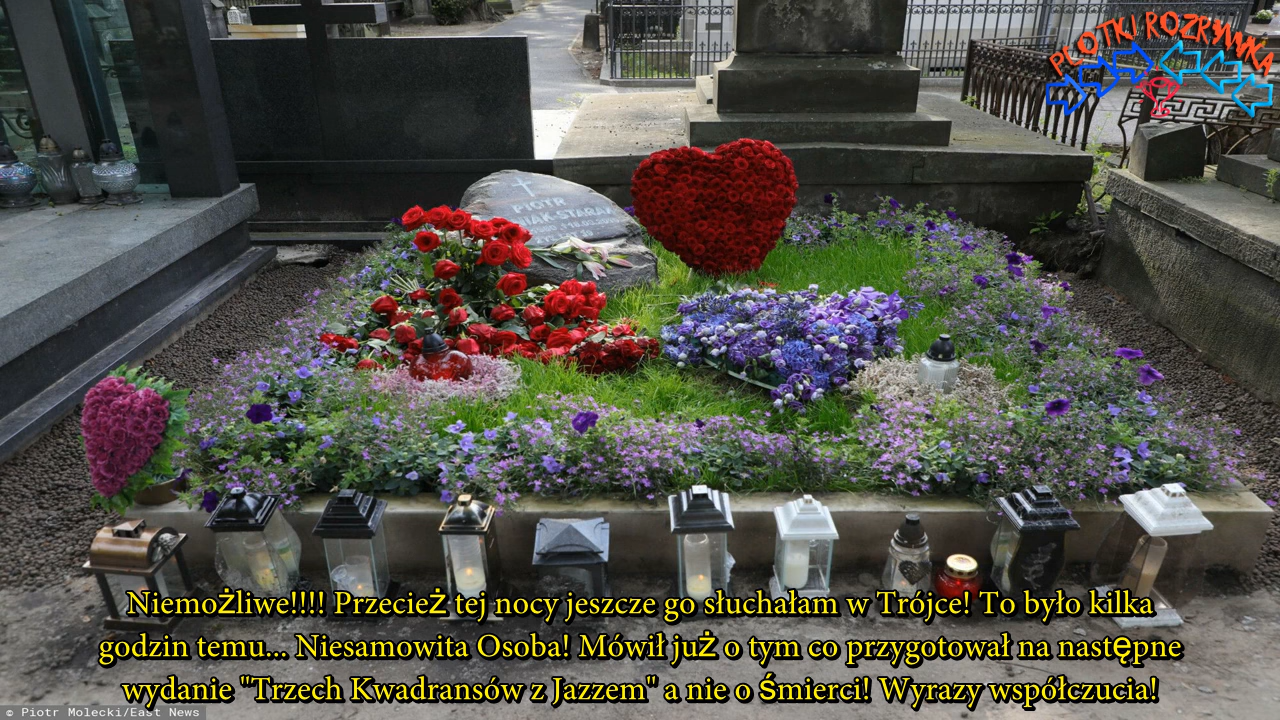 PLOTKI ROZRYWKA
PIOTR
NIAK-STARAK
Niemożliwe!!!! Przecież tej nocy jeszcze go słuchałam w Trójce! To było kilka
godzin temu... Niesamowita Osoba! Mówił już o tym co przygotował na następne
wydanie "Trzech Kwadransów z Jazzem" a nie o Śmierci! Wyrazy współczucia!
© Piotr Molecki/East News